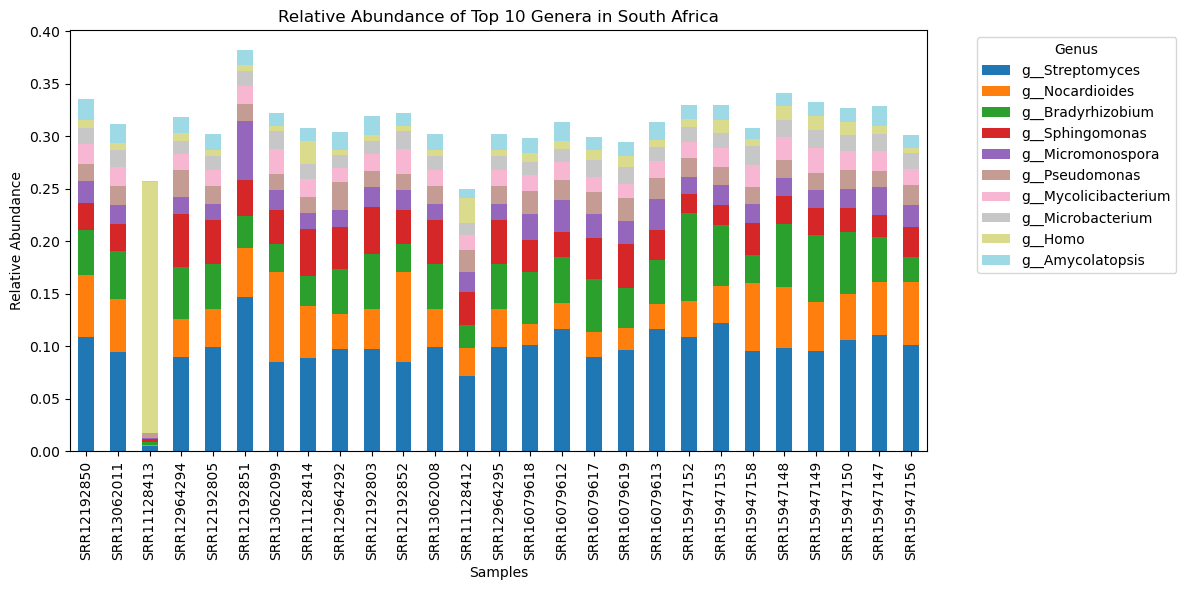 Relative Abundance of Top 10 Genera in South Africa
0.40
0.35
0.30
0.25
0.20
0.15
0.10
0.05
0.00
Relative Abundance
SRR12192850
SRR13062011
SRR11128413
SRR12964294
SRR12192805
SRR12192851
SRR13062099
SRR11128414
SRR12964292
SRR12192803
SRR12192852
SRR13062008
SRR11128412
SRR12964295
SRR16079618
SRR16079612
SRR16079617
SRR16079619
SRR16079613
SRR15947152
SRR15947153
SRR15947158
SRR15947148
SRR15947149
SRR15947150
SRR15947147
SRR15947156
Samples
Genus
g__Streptomyces
g__Nocardioides
g__Bradyrhizobium
g__Sphingomonas
g__Micromonospora
g__Pseudomonas
g__Mycolicibacterium
g__Microbacterium
g__Homo
g__Amycolatopsis